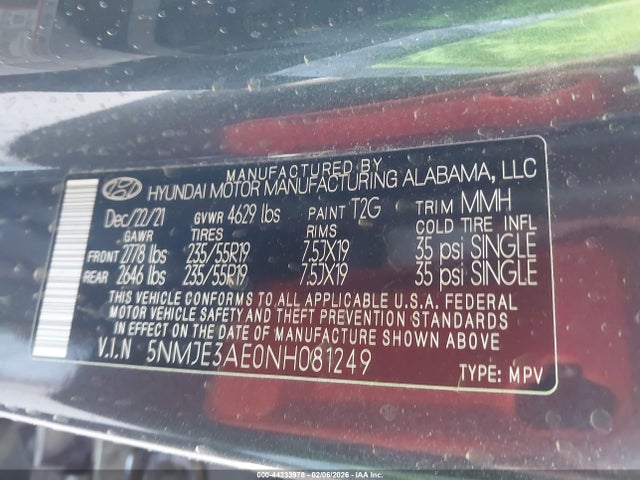 MANUFACTURED BY
HYUNDAI MOTOR MANUFACTURING ALABAMA, LLC
Dec/22/21 GVWR 4629 lbs PAINT T2G TRIM MMH
GAWR TIRES RIMS COLD TIRE INFL
FRONT 2778 lbs 235/55R19 7.5JX19 35 psi SINGLE
REAR 2646 lbs 235/55R19 7.5JX19 35 psi SINGLE
THIS VEHICLE CONFORMS TO ALL APPLICABLE U.S.A. FEDERAL
MOTOR VEHICLE SAFETY, THEFT PREVENTION STANDARDS
IN EFFECT ON THE DATE OF MANUFACTURE SHOWN ABOVE.
V.I.N 5NMJE3AE0NH081249 TYPE: MPV
© IAA - 44233978 - 02/06/2026 - IAAI.COM